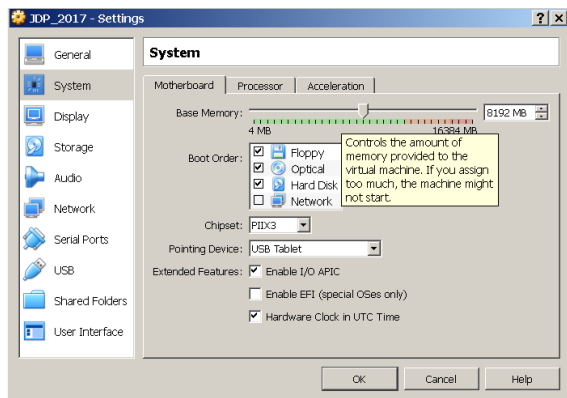 JDP_2017 - Settings
General
System
Display
Storage
Audio
Network
Serial Ports
USB
Shared Folders
User Interface
System
Motherboard Processor Acceleration
Base Memory: 8192 MB
4 MB 16384 MB
Controls the amount of
memory provided to the
virtual machine. If you assign
too much, the machine might
not start.
Boot Order: Floppy
Optical
Hard Disk
Network
Chipset: PIIX3
Pointing Device: USB Tablet
Extended Features: Enable I/O APIC
Enable EFI (special OSes only)
Hardware Clock in UTC Time
OK Cancel Help